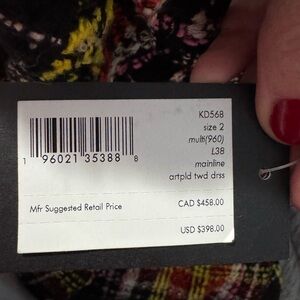 KD568
size 2
multi(960)
L38
mainline
artpld twd drss
1 96021 35388 8
Mfr Suggested Retail Price
CAD $458.00
USD $398.00